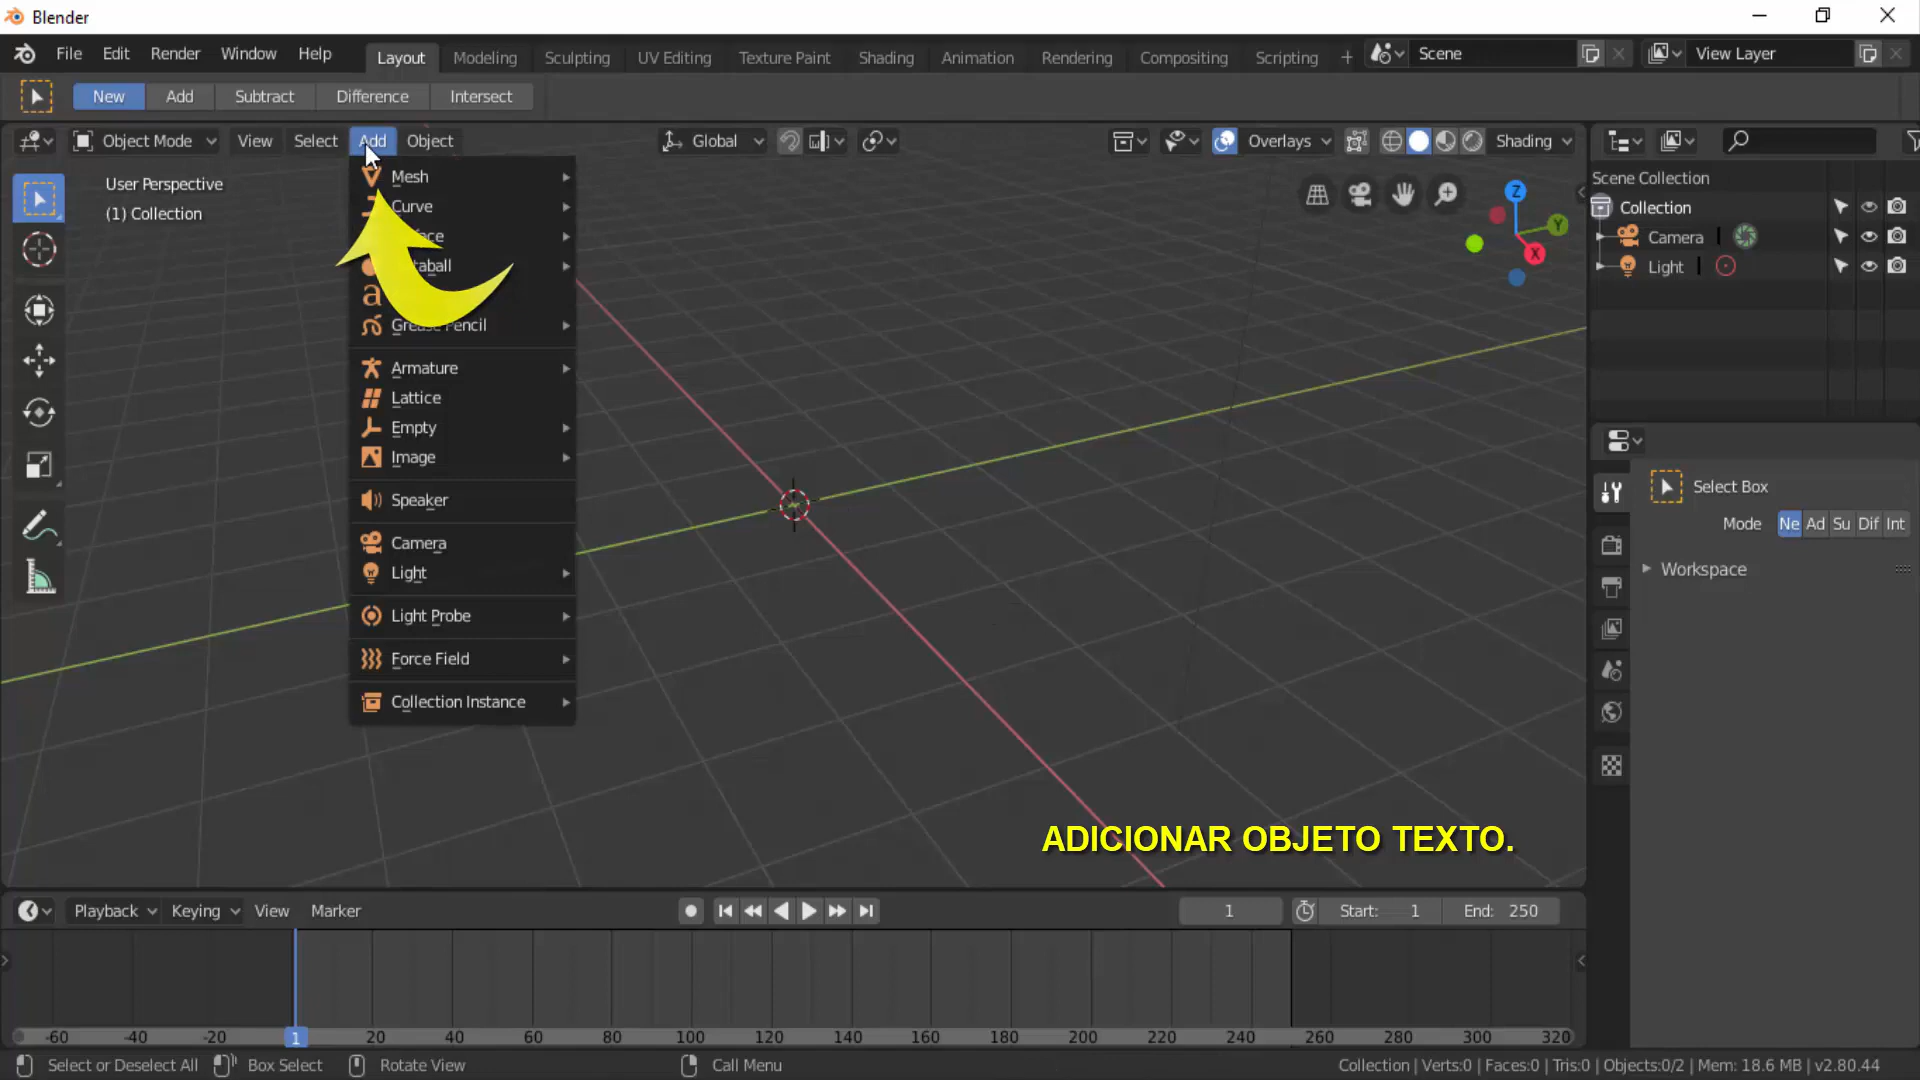 Blender
File Edit Render Window Help Layout Modeling Sculpting UV Editing Texture Paint Shading Animation Rendering Compositing Scripting + Scene View Layer
New Add Subtract Difference Intersect
Object Mode View Select Add Object Global Overlays Shading
User Perspective
(1) Collection
Mesh
Curve
Grease Pencil
Armature
Lattice
Empty
Image
Speaker
Camera
Light
Light Probe
Force Field
Collection Instance
Z
Y
X
Scene Collection
Collection
Camera
Light
Select Box
Mode Ne Ad Su Dif Int
Workspace
ADICIONAR OBJETO TEXTO.
Playback Keying View Marker 1 Start: 1 End: 250
-60 -40 -20 1 20 40 60 80 100 120 140 160 180 200 220 240 260 280 300 320
Select or Deselect All Box Select Rotate View Call Menu Collection | Verts:0 | Faces:0 | Tris:0 | Objects:0/2 | Mem: 18.6 MB | v2.80.44